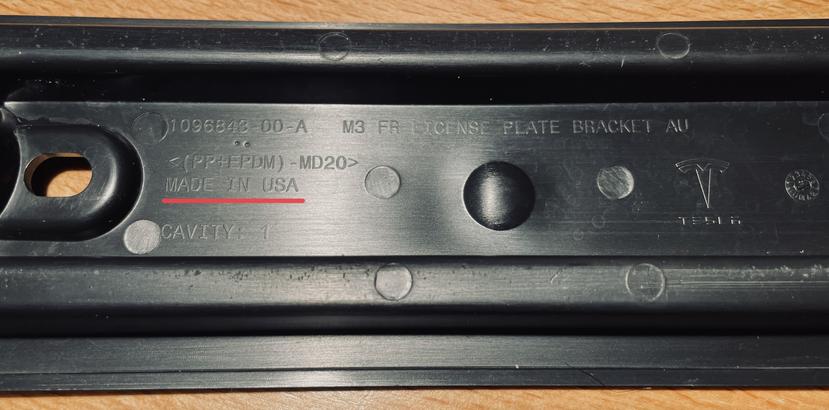 1096843-00-A M3 FR LICENSE PLATE BRACKET AU
<(PP+EPDM)-MD20>
MADE IN USA
TESLA
CAVITY: 1